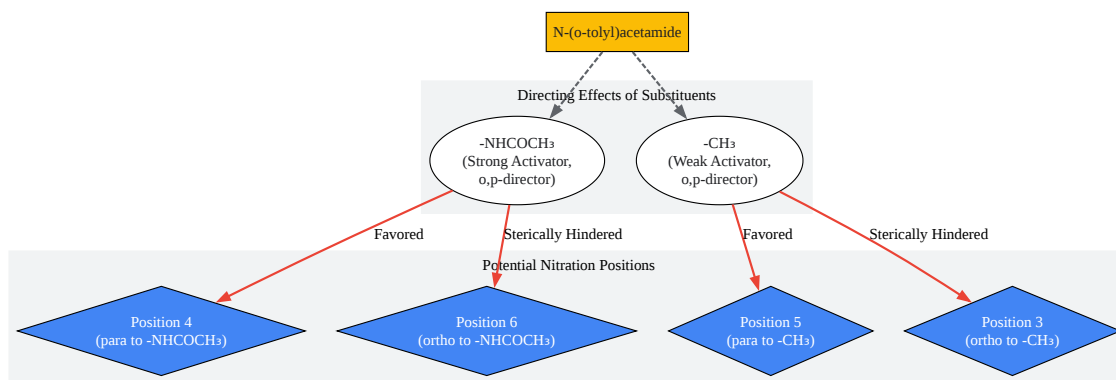 N-(o-tolyl)acetamide
Directing Effects of Substituents
-NHCOCH₃
(Strong Activator,
o,p-director)
-CH₃
(Weak Activator,
o,p-director)
Favored
Sterically Hindered
Favored
Sterically Hindered
Potential Nitration Positions
Position 4
(para to -NHCOCH₃)
Position 6
(ortho to -NHCOCH₃)
Position 5
(para to -CH₃)
Position 3
(ortho to -CH₃)